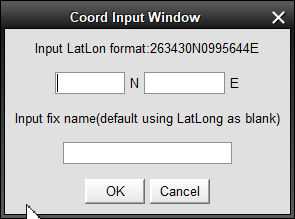 Coord Input Window
Input LatLon format:263430N0995644E
N E
Input fix name(default using LatLong as blank)
OK Cancel